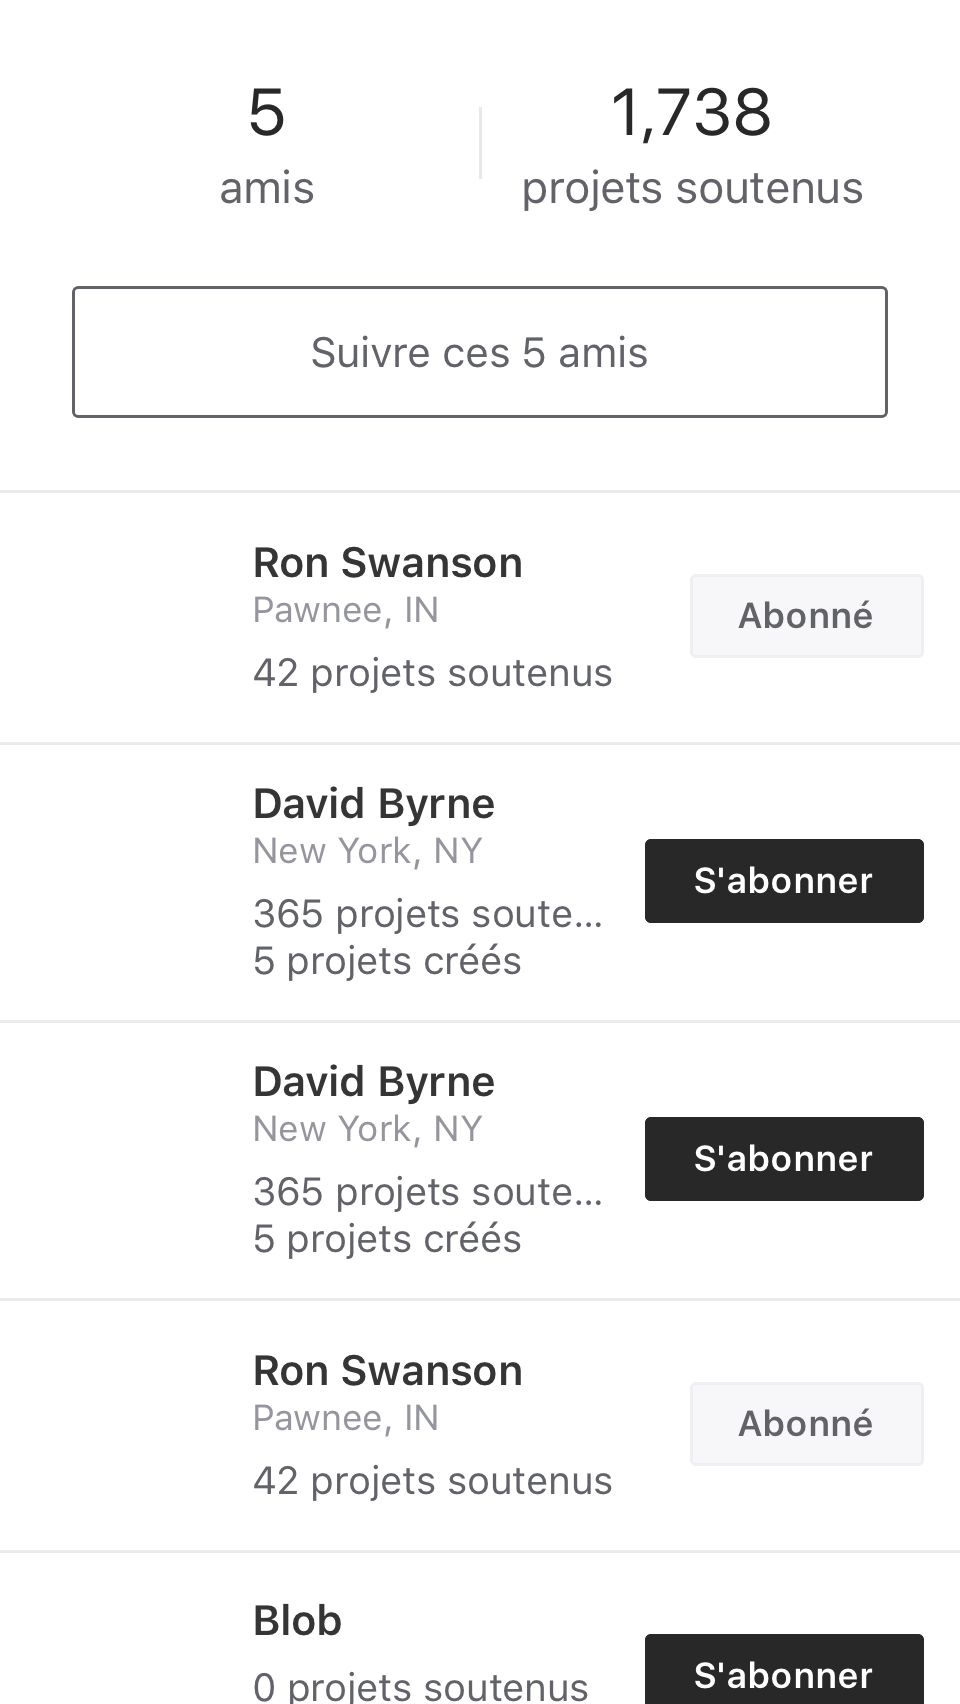 5
amis
1,738
projets soutenus
Suivre ces 5 amis
Ron Swanson
Pawnee, IN
42 projets soutenus
Abonné
David Byrne
New York, NY
365 projets soute...
5 projets créés
S'abonner
David Byrne
New York, NY
365 projets soute...
5 projets créés
S'abonner
Ron Swanson
Pawnee, IN
42 projets soutenus
Abonné
Blob
0 projets soutenus
S'abonner